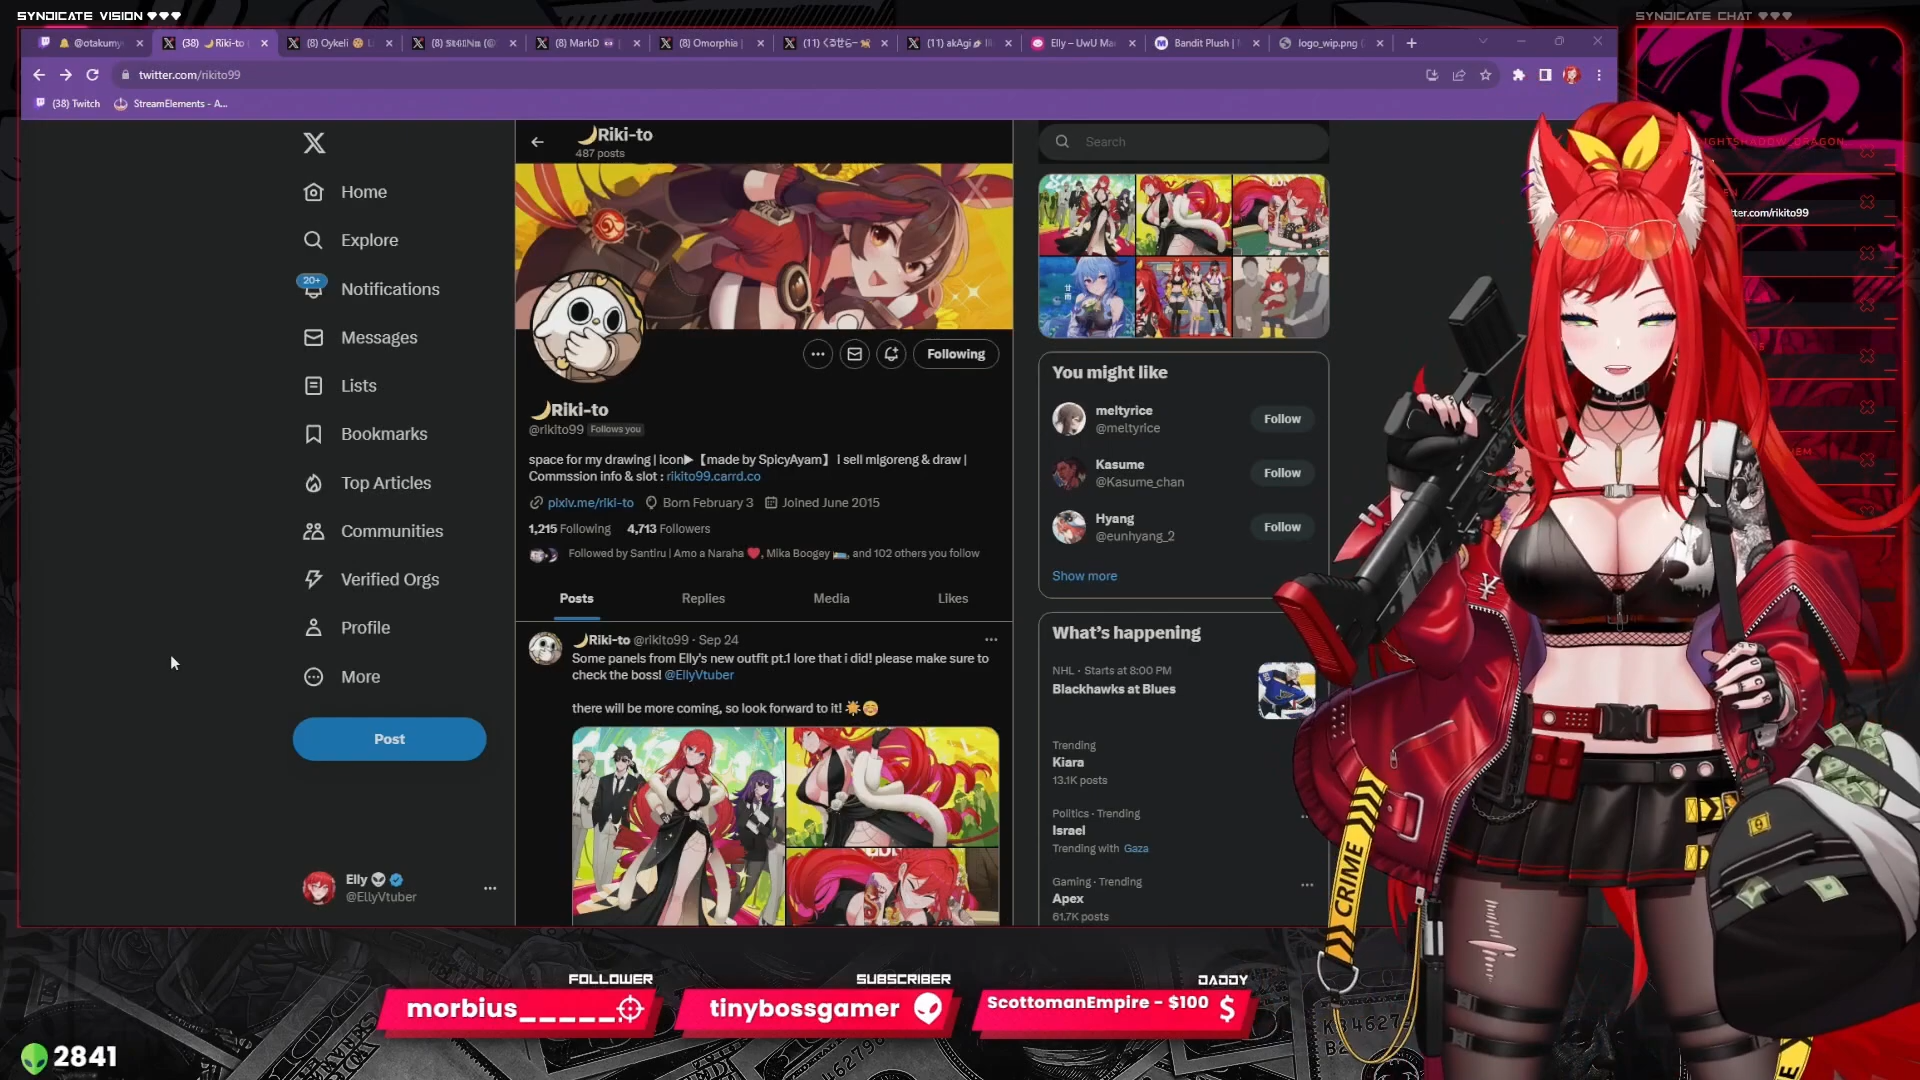 SYNDICATE VISION
SYNDICATE CHAT
@otakumy
(38) 🌙Riki-to
(8) Oykeli
(8) MarkD
(8) Omorphia |
(11) くるせら~
(11) akAgi
Elly – UwU Ma
Bandit Plush |
logo_wip.png (
twitter.com/rikito99
(38) Twitch
StreamElements - A...
🌙Riki-to
487 posts
Search
Home
Explore
20+
Notifications
Messages
Lists
Bookmarks
Top Articles
Communities
Verified Orgs
Profile
More
Post
Elly 👽
@EllyVtuber
Following
🌙Riki-to
@rikito99 Follows you
space for my drawing | icon▶【made by SpicyAyam】 i sell migoreng & draw |
Commssion info & slot : rikito99.carrd.co
pixiv.me/riki-to Born February 3 Joined June 2015
1,215 Following 4,713 Followers
Followed by Santiru | Amo a Naraha ❤, Mika Boogey, and 102 others you follow
Posts Replies Media Likes
🌙Riki-to @rikito99 · Sep 24
Some panels from Elly's new outfit pt.1 lore that i did! please make sure to
check the boss! @EllyVtuber
there will be more coming, so look forward to it!
You might like
meltyrice
@meltyrice
Follow
Kasume
@Kasume_chan
Follow
Hyang
@eunhyang_2
Follow
Show more
What's happening
NHL · Starts at 8:00 PM
Blackhawks at Blues
Trending
Kiara
13.1K posts
Politics · Trending
Israel
Trending with Gaza
Gaming · Trending
Apex
61.7K posts
IGHTSHADOW_DRAGON
tter.com/rikito99
¥
CRIME
FOLLOWER
morbius_____
SUBSCRIBER
tinybossgamer
DADDY
ScottomanEmpire - $100
$
2841